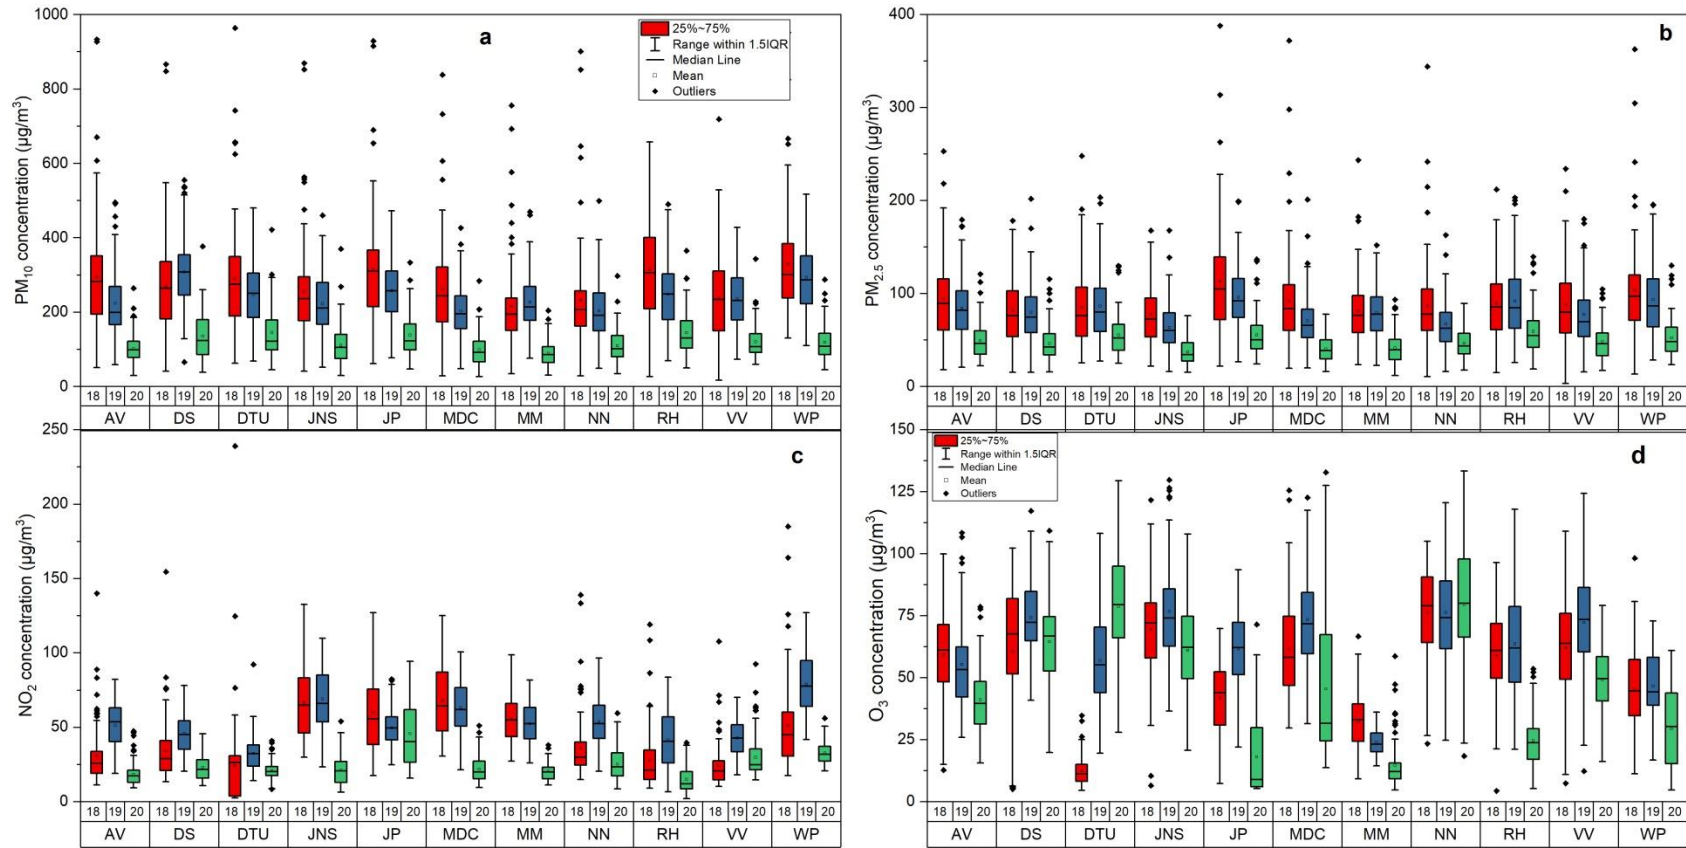 a
25%~75%
Range within 1.5IQR
Median Line
Mean
Outliers
PM10 concentration (μg/m³)
1000
800
600
400
200
0
18 19 20 18 19 20 18 19 20 18 19 20 18 19 20 18 19 20 18 19 20 18 19 20 18 19 20 18 19 20 18 19 20
AV DS DTU JNS JP MDC MM NN RH VV WP
b
PM2.5 concentration (μg/m³)
400
300
200
100
0
18 19 20 18 19 20 18 19 20 18 19 20 18 19 20 18 19 20 18 19 20 18 19 20 18 19 20 18 19 20 18 19 20
AV DS DTU JNS JP MDC MM NN RH VV WP
c
NO2 concentration (μg/m³)
250
200
150
100
50
0
18 19 20 18 19 20 18 19 20 18 19 20 18 19 20 18 19 20 18 19 20 18 19 20 18 19 20 18 19 20 18 19 20
AV DS DTU JNS JP MDC MM NN RH VV WP
d
25%~75%
Range within 1.5IQR
Median Line
Mean
Outliers
O3 concentration (μg/m³)
150
125
100
75
50
25
0
18 19 20 18 19 20 18 19 20 18 19 20 18 19 20 18 19 20 18 19 20 18 19 20 18 19 20 18 19 20 18 19 20
AV DS DTU JNS JP MDC MM NN RH VV WP